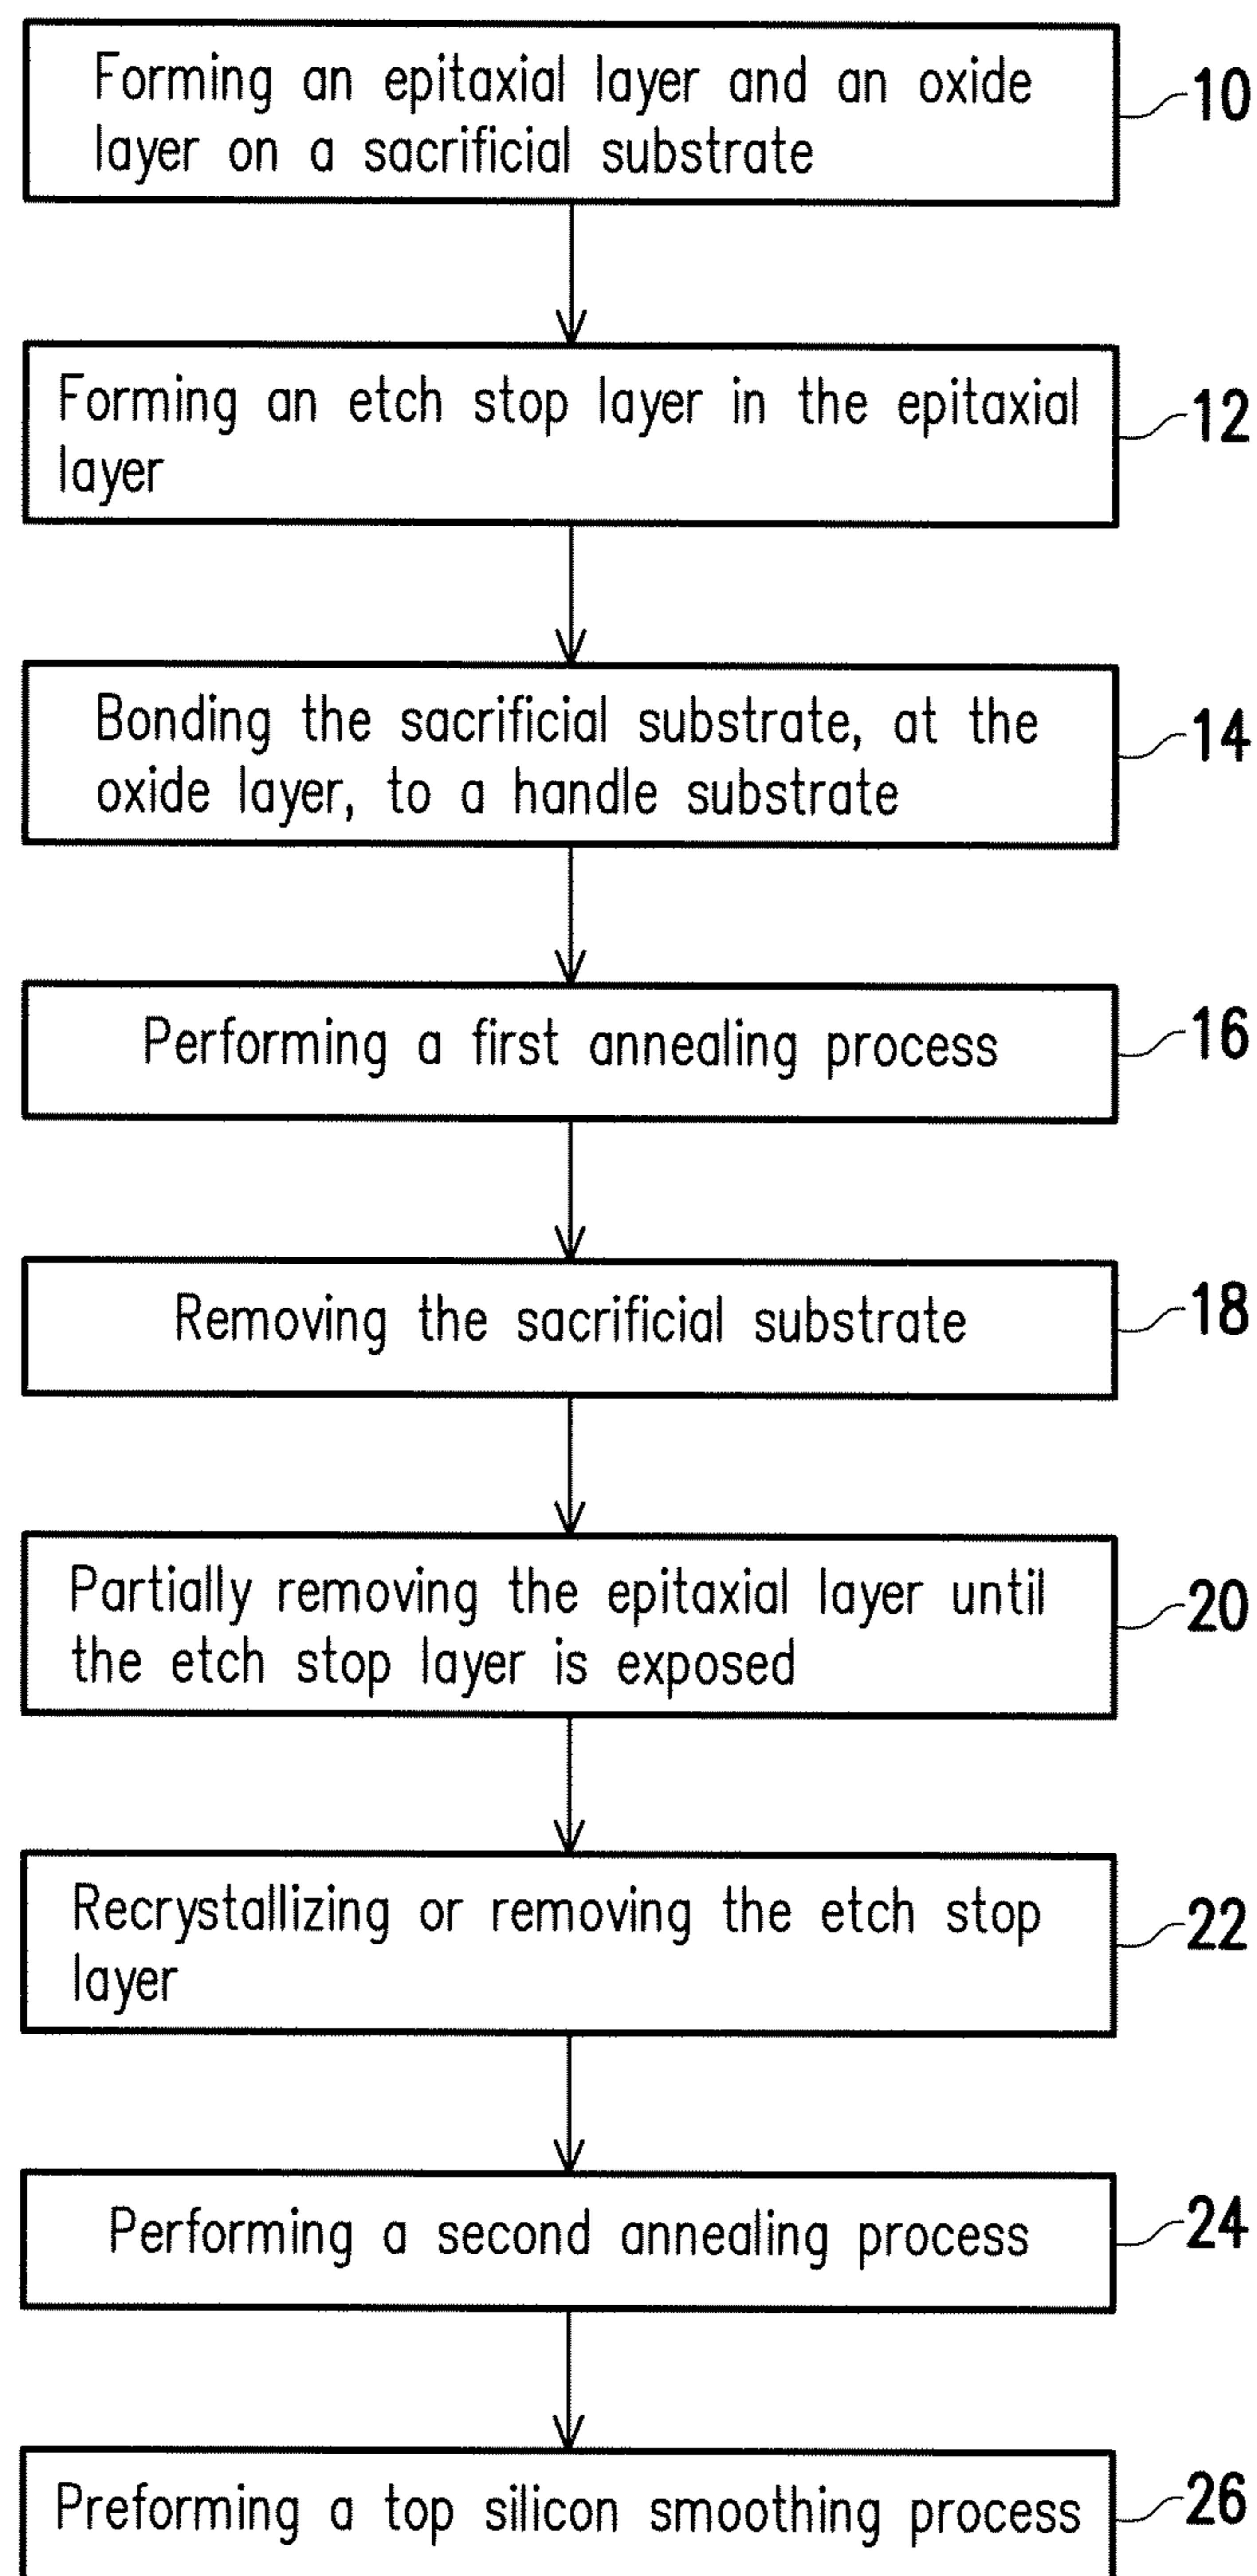 Forming an epitaxial layer and an oxide
layer on a sacrificial substrate
10
Forming an etch stop layer in the epitaxial
layer
12
Bonding the sacrificial substrate, at the
oxide layer, to a handle substrate
14
Performing a first annealing process
16
Removing the sacrificial substrate
18
Partially removing the epitaxial layer until
the etch stop layer is exposed
20
Recrystallizing or removing the etch stop
layer
22
Performing a second annealing process
24
Preforming a top silicon smoothing process
26